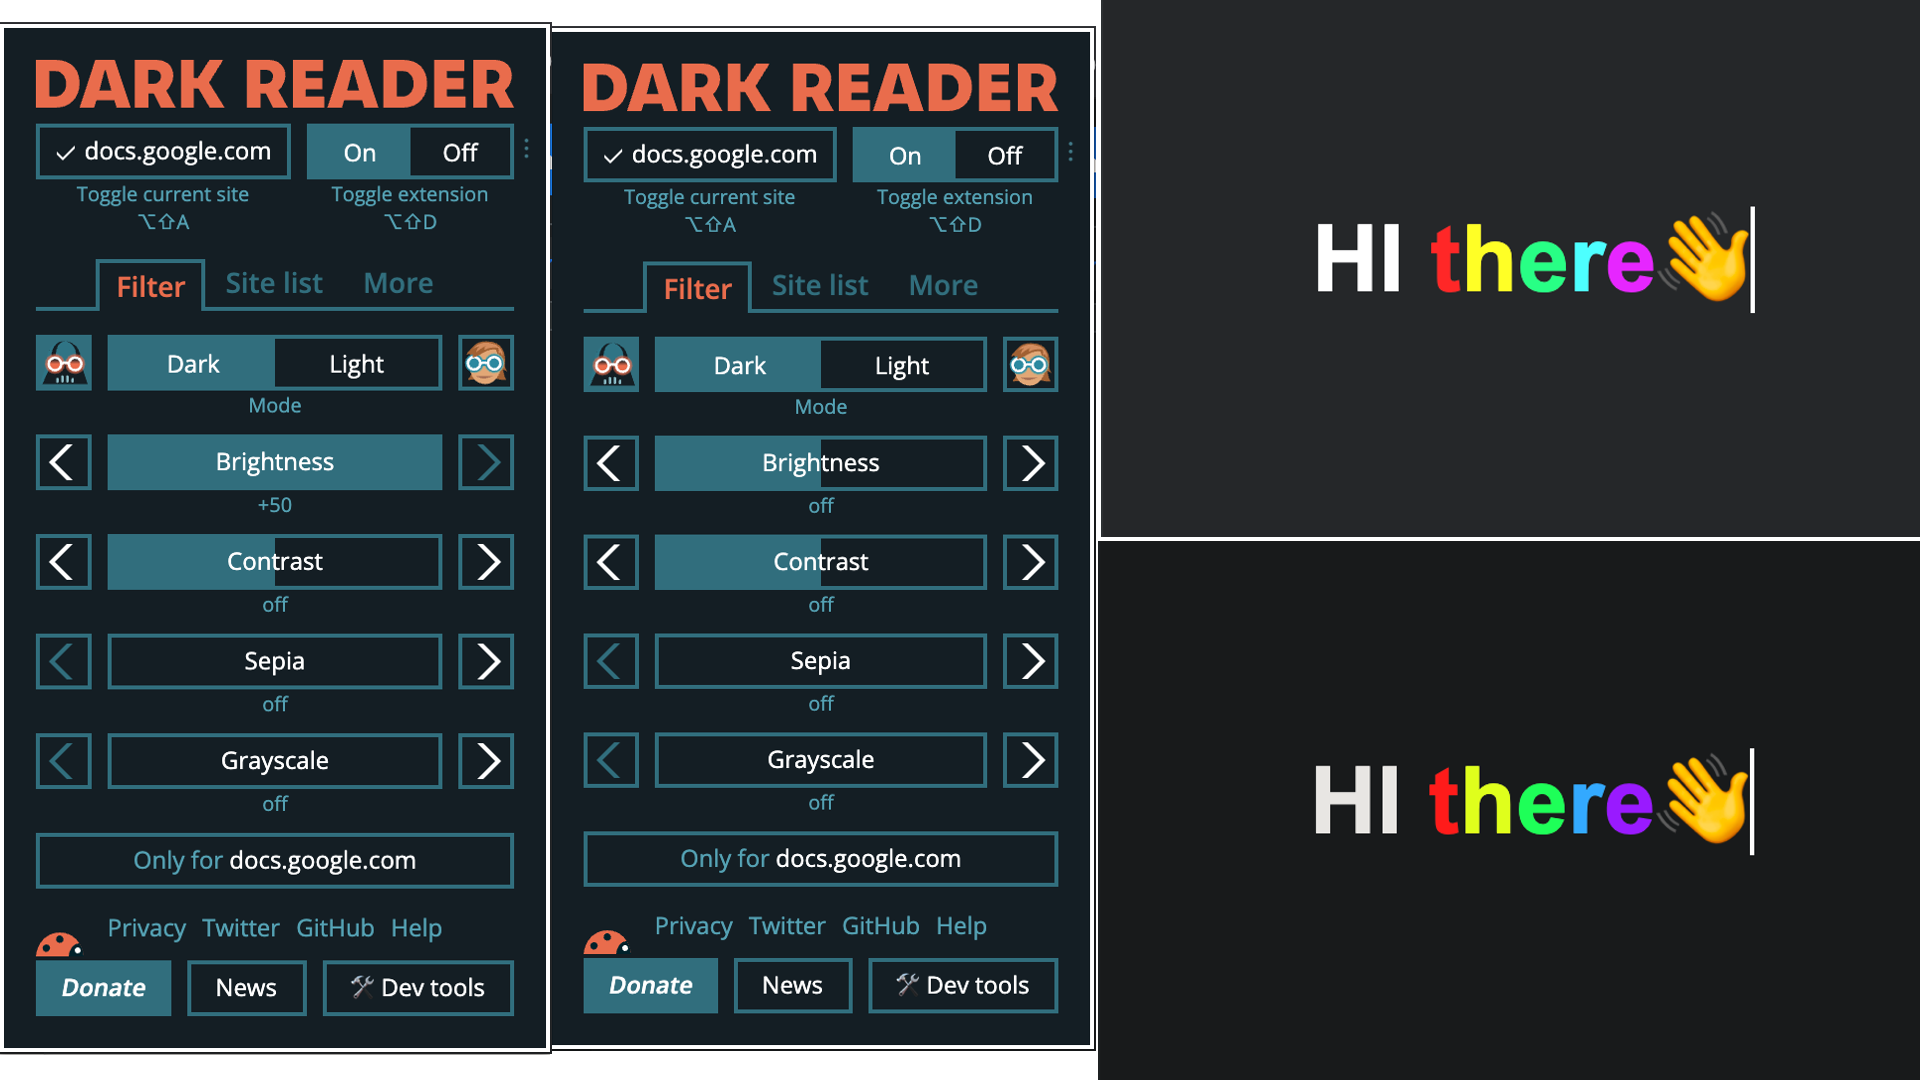 DARK READER
docs.google.com On Off
Toggle current site Toggle extension
⌥⇧A ⌥⇧D
Filter Site list More
Dark Light
Mode
Brightness
+50
Contrast
off
Sepia
off
Grayscale
off
Only for docs.google.com
Privacy Twitter GitHub Help
Donate News 🛠 Dev tools
DARK READER
docs.google.com On Off
Toggle current site Toggle extension
⌥⇧A ⌥⇧D
Filter Site list More
Dark Light
Mode
Brightness
off
Contrast
off
Sepia
off
Grayscale
off
Only for docs.google.com
Privacy Twitter GitHub Help
Donate News 🛠 Dev tools
HI there👋
HI there👋